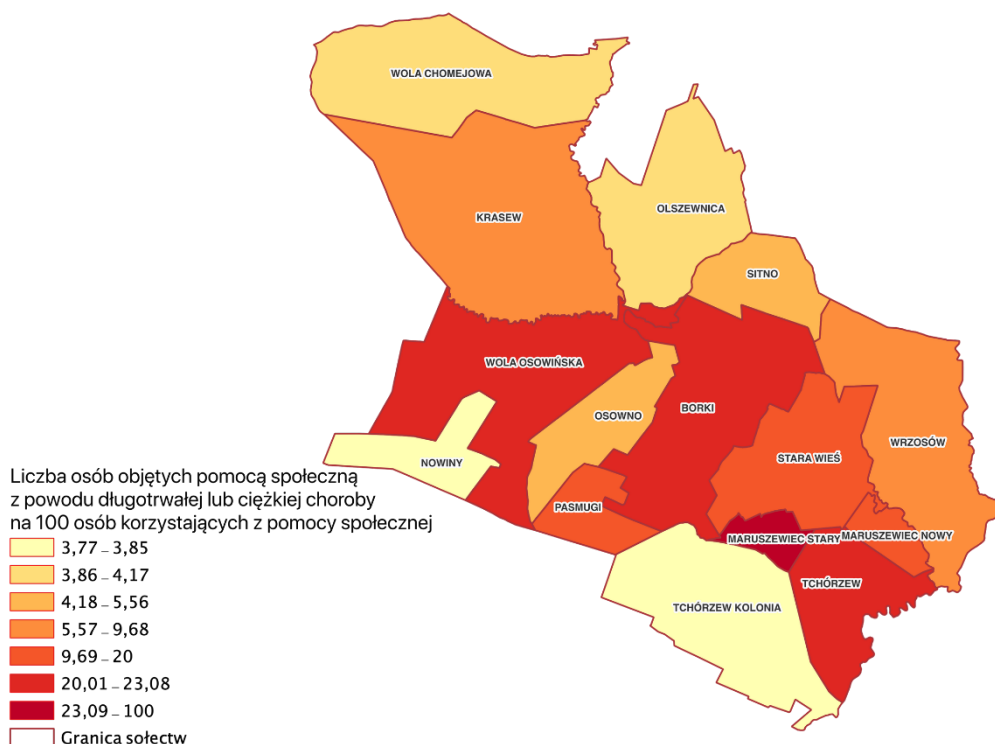 WOLA CHOMEJOWA
KRASEW
OLSZEWNICA
SITNO
WOLA OSOWIŃSKA
OSOWNO
BORKI
NOWINY
STARA WIEŚ
WRZOSÓW
PASMUGI
MARUSZEWIEC STARY
MARUSZEWIEC NOWY
TCHÓRZEW
TCHÓRZEW KOLONIA
Liczba osób objętych pomocą społeczną
z powodu długotrwałej lub ciężkiej choroby
na 100 osób korzystających z pomocy społecznej
3,77 – 3,85
3,86 – 4,17
4,18 – 5,56
5,57 – 9,68
9,69 – 20
20,01 – 23,08
23,09 – 100
Granica sołectw